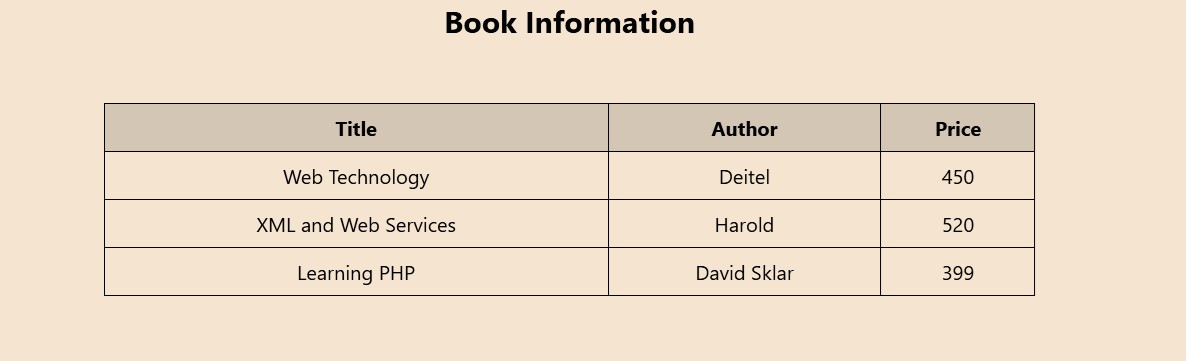 Book Information
Title Author Price
Web Technology Deitel 450
XML and Web Services Harold 520
Learning PHP David Sklar 399